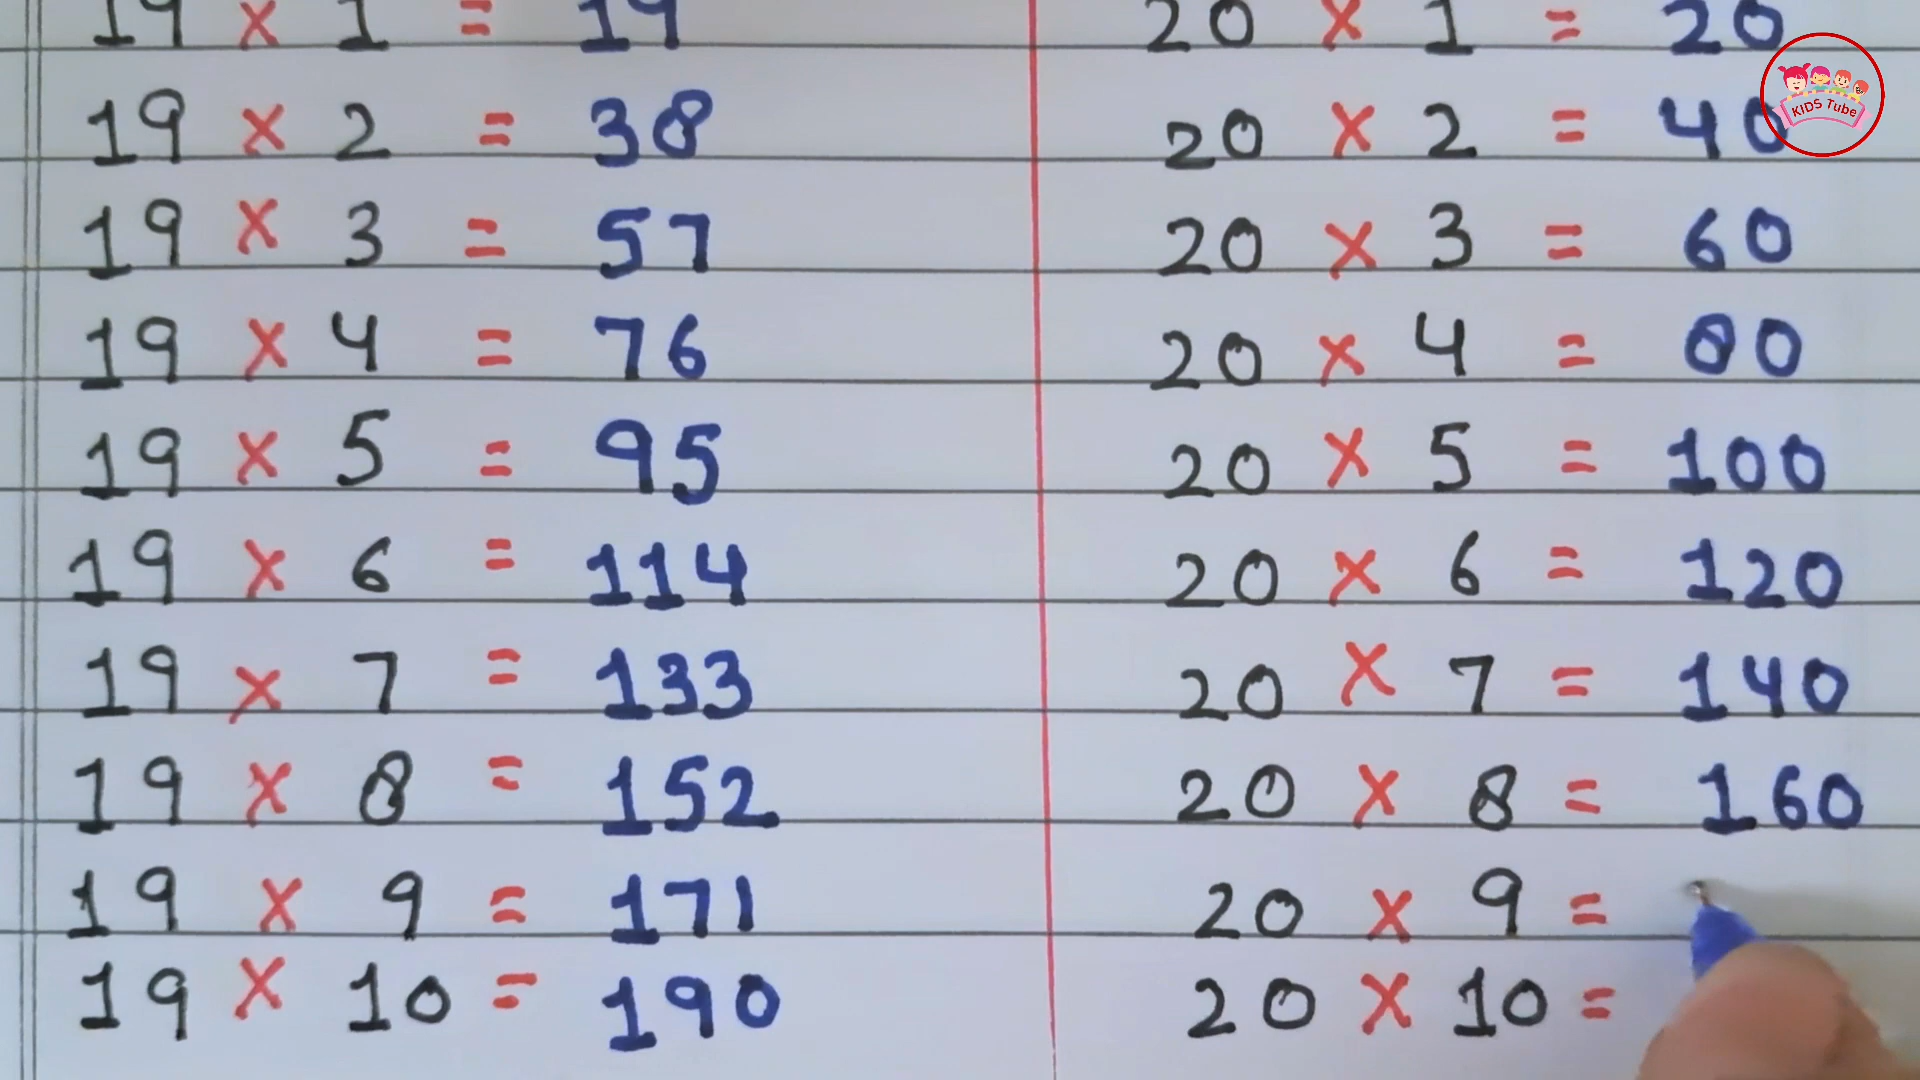 19 × 1 = 19
19 × 2 = 38
19 × 3 = 57
19 × 4 = 76
19 × 5 = 95
19 × 6 = 114
19 × 7 = 133
19 × 8 = 152
19 × 9 = 171
19 × 10 = 190
20 × 1 = 20
20 × 2 = 40
20 × 3 = 60
20 × 4 = 80
20 × 5 = 100
20 × 6 = 120
20 × 7 = 140
20 × 8 = 160
20 × 9 =
20 × 10 =
KIDS Tube